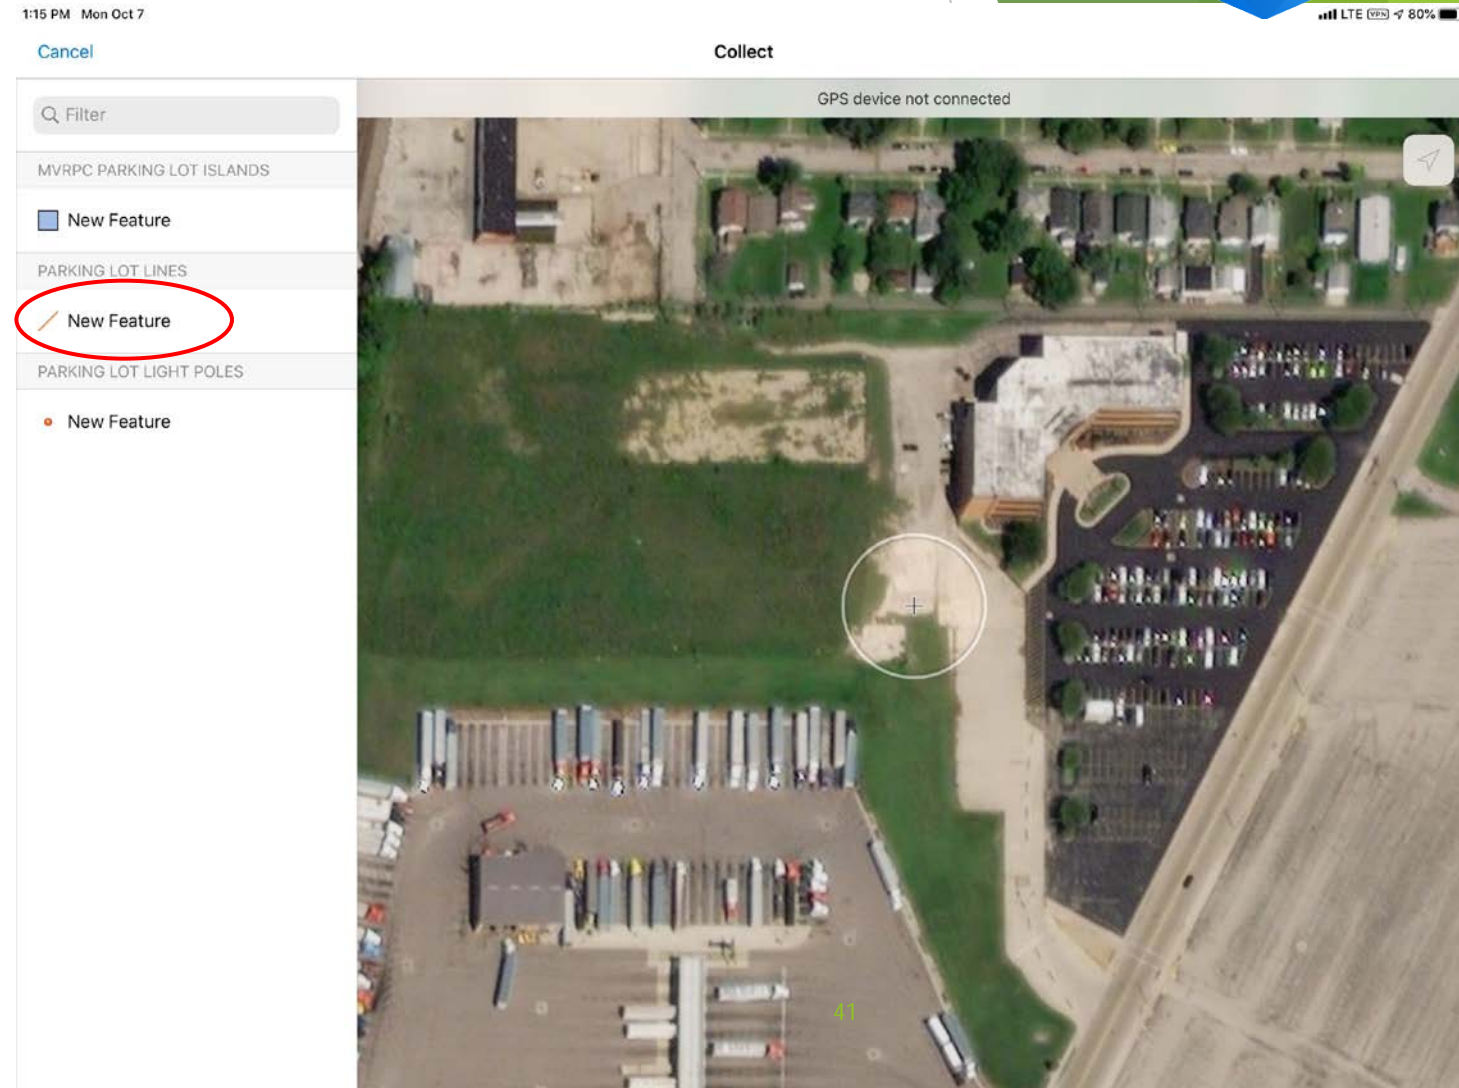 1:15 PM Mon Oct 7
LTE VPN 80%
Cancel
Collect
Filter
GPS device not connected
MVRPC PARKING LOT ISLANDS
New Feature
PARKING LOT LINES
New Feature
PARKING LOT LIGHT POLES
New Feature
41